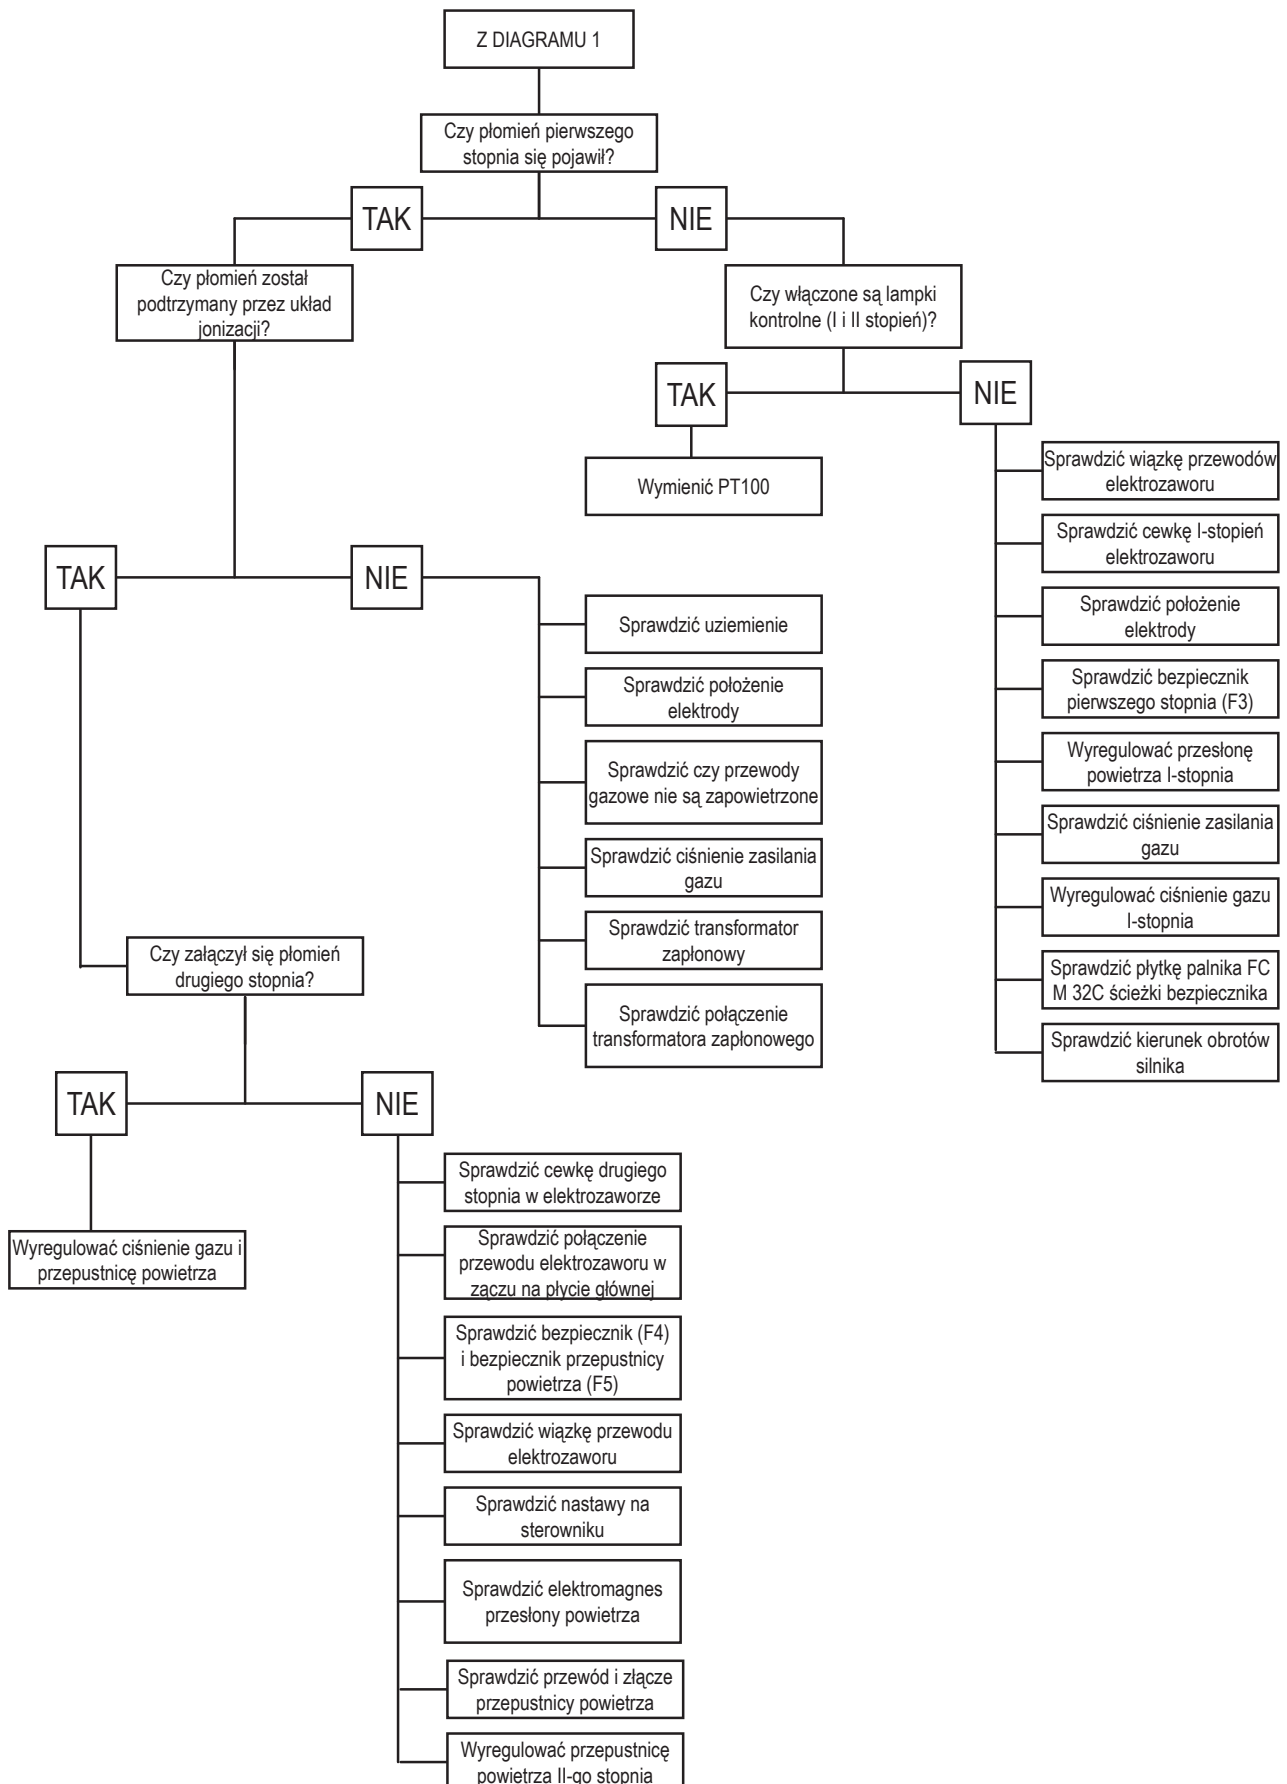 Z DIAGRAMU 1
Czy płomień pierwszego
stopnia się pojawił?
TAK
NIE
Czy płomień został
podtrzymany przez układ
jonizacji?
Czy włączone są lampki
kontrolne (I i II stopień)?
TAK
NIE
Wymienić PT100
Sprawdzić wiązkę przewodów
elektrozaworu
Sprawdzić cewkę I-stopień
elektrozaworu
Sprawdzić położenie
elektrody
Sprawdzić bezpiecznik
pierwszego stopnia (F3)
Wyregulować przesłonę
powietrza I-stopnia
Sprawdzić ciśnienie zasilania
gazu
Wyregulować ciśnienie gazu
I-stopnia
Sprawdzić płytkę palnika FC
M 32C ścieżki bezpiecznika
Sprawdzić kierunek obrotów
silnika
TAK
NIE
Sprawdzić uziemienie
Sprawdzić położenie
elektrody
Sprawdzić czy przewody
gazowe nie są zapowietrzone
Sprawdzić ciśnienie zasilania
gazu
Sprawdzić transformator
zapłonowy
Sprawdzić połączenie
transformatora zapłonowego
Czy załączył się płomień
drugiego stopnia?
TAK
NIE
Wyregulować ciśnienie gazu i
przepustnicę powietrza
Sprawdzić cewkę drugiego
stopnia w elektrozaworze
Sprawdzić połączenie
przewodu elektrozaworu w
zączu na płycie głównej
Sprawdzić bezpiecznik (F4)
i bezpiecznik przepustnicy
powietrza (F5)
Sprawdzić wiązkę przewodu
elektrozaworu
Sprawdzić nastawy na
sterowniku
Sprawdzić elektromagnes
przesłony powietrza
Sprawdzić przewód i złącze
przepustnicy powietrza
Wyregulować przepustnicę
powietrza II-go stopnia